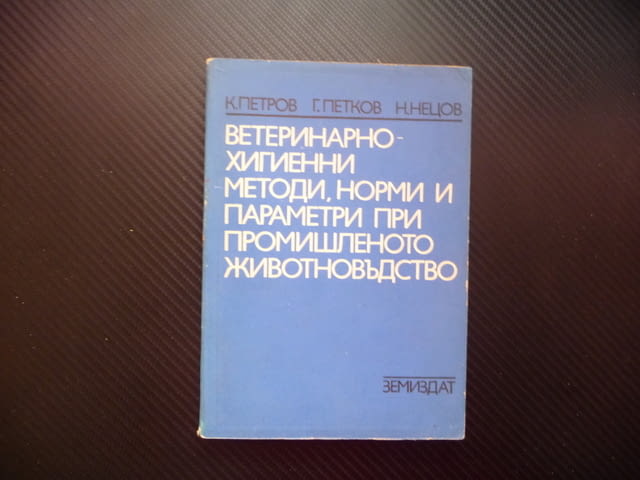 К. ПЕТРОВ Г. ПЕТКОВ Н. НЕЦОВ
ВЕТЕРИНАРНО-
ХИГИЕННИ
МЕТОДИ, НОРМИ И
ПАРАМЕТРИ ПРИ
ПРОМИШЛЕНОТО
ЖИВОТНОВЪДСТВО
ЗЕМИЗДАТ